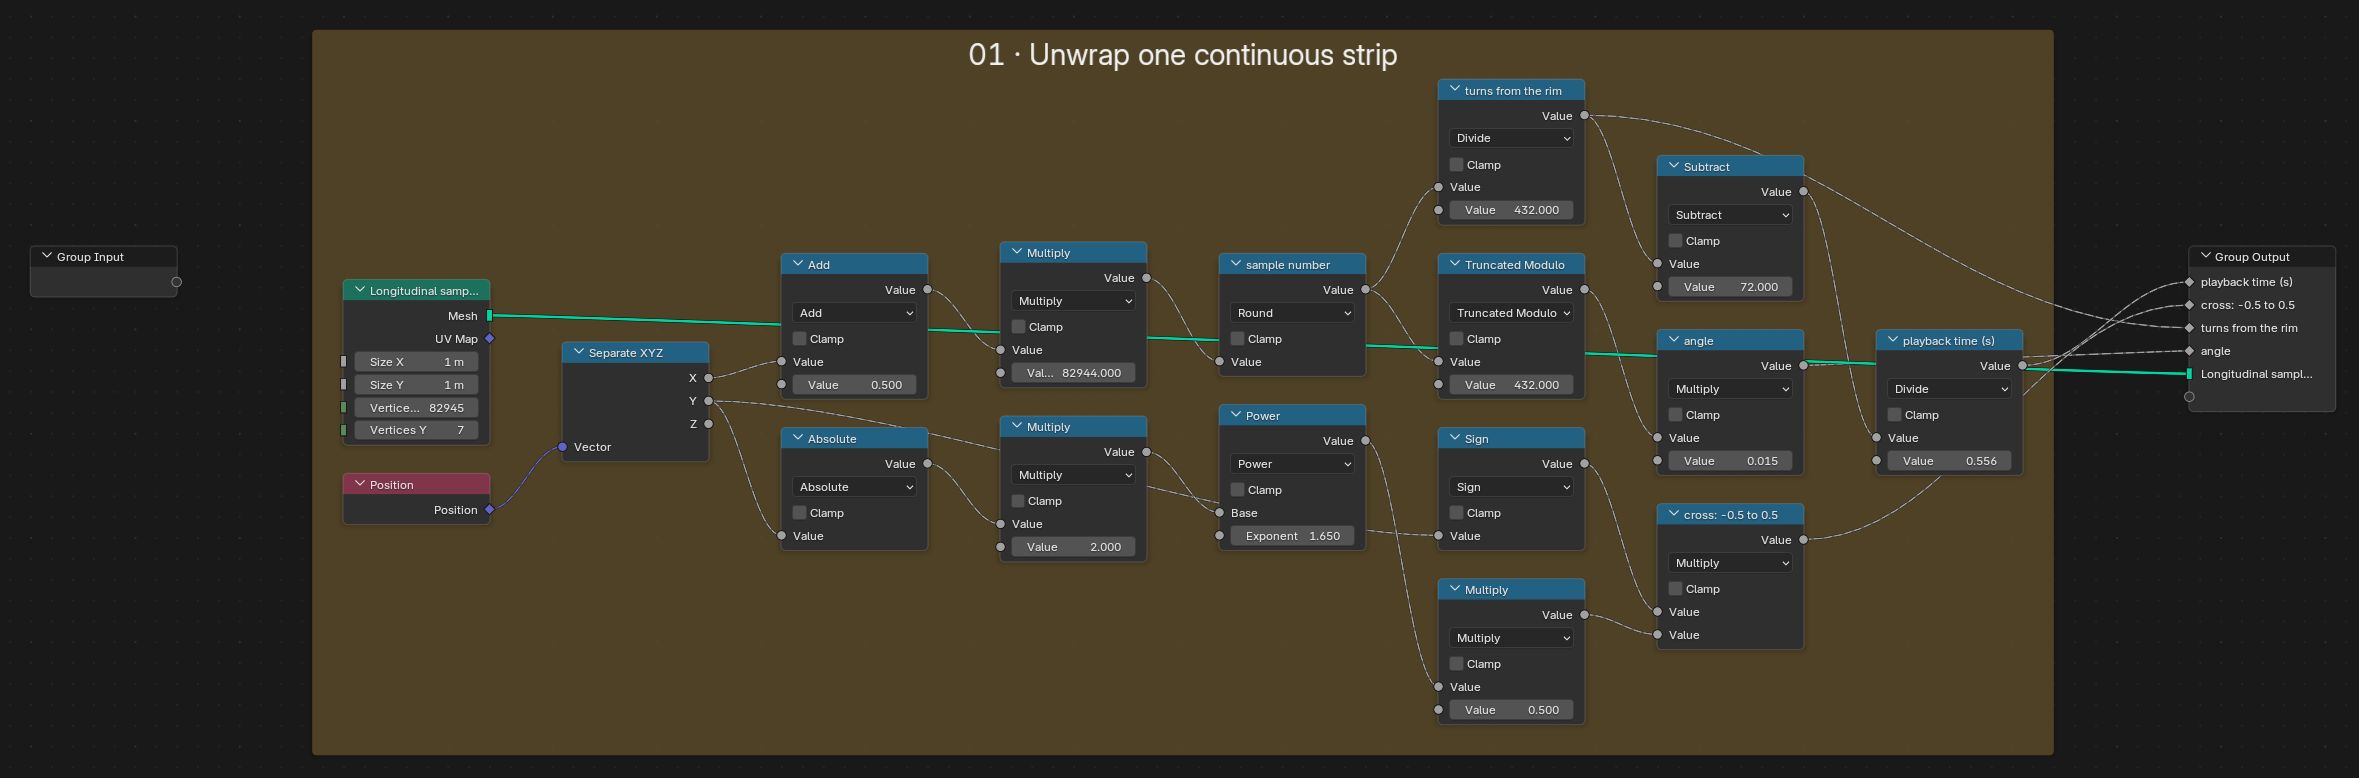 01 · Unwrap one continuous strip
Group Input
Longitudinal samp...
Mesh
UV Map
Size X 1 m
Size Y 1 m
Vertice... 82945
Vertices Y 7
Position
Position
Separate XYZ
X
Y
Z
Vector
Add
Value
Add
Clamp
Value
Value 0.500
Absolute
Value
Absolute
Clamp
Value
Multiply
Value
Multiply
Clamp
Value
Val... 82944.000
Multiply
Value
Multiply
Clamp
Value
Value 2.000
sample number
Value
Round
Clamp
Value
Power
Value
Power
Clamp
Base
Exponent 1.650
turns from the rim
Value
Divide
Clamp
Value
Value 432.000
Truncated Modulo
Value
Truncated Modulo
Clamp
Value
Value 432.000
Sign
Value
Sign
Clamp
Value
Multiply
Value
Multiply
Clamp
Value
Value 0.500
Subtract
Value
Subtract
Clamp
Value
Value 72.000
angle
Value
Multiply
Clamp
Value
Value 0.015
cross: -0.5 to 0.5
Value
Multiply
Clamp
Value
Value
playback time (s)
Value
Divide
Clamp
Value
Value 0.556
Group Output
playback time (s)
cross: -0.5 to 0.5
turns from the rim
angle
Longitudinal sampl...